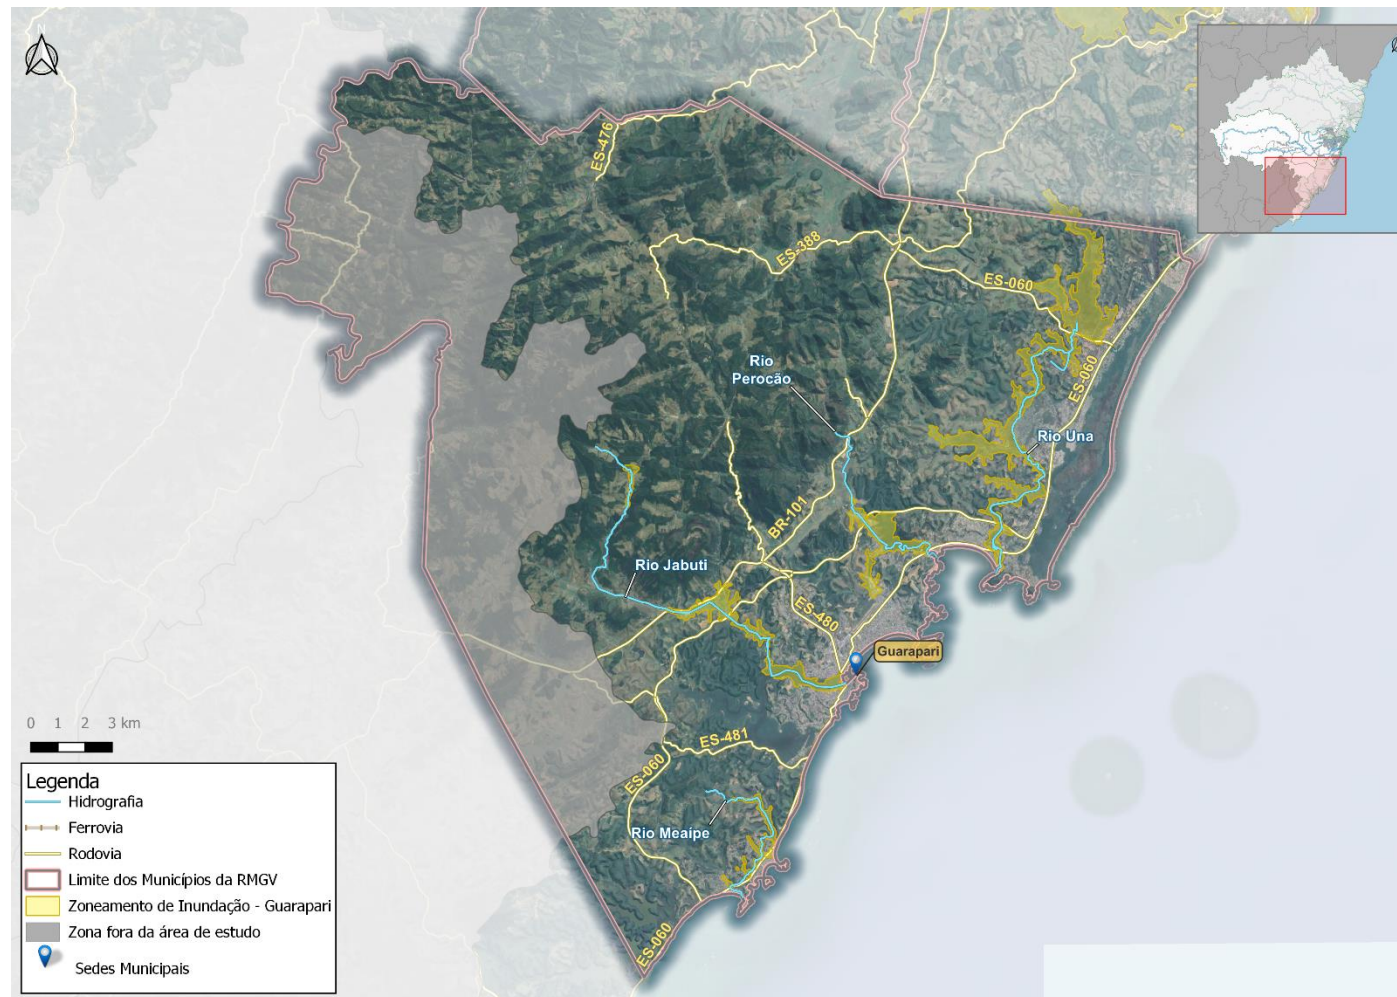 N
ES-476
ES-388
ES-060
Rio
Perocão
ES-060
Rio Una
BR-101
Rio Jabuti
ES-480
Guarapari
ES-481
ES-060
Rio Meaípe
ES-060
0 1 2 3 km
Legenda
Hidrografia
Ferrovia
Rodovia
Limite dos Municípios da RMGV
Zoneamento de Inundação - Guarapari
Zona fora da área de estudo
Sedes Municipais